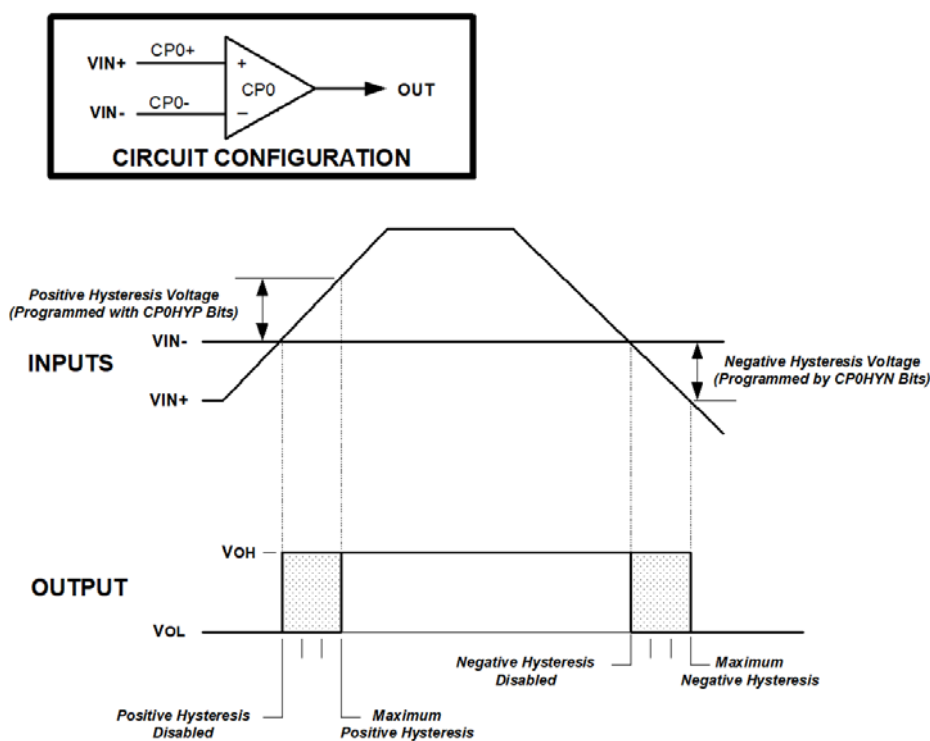 VIN+
CP0+
+
CP0
OUT
VIN-
CP0-
−
CIRCUIT CONFIGURATION
Positive Hysteresis Voltage
(Programmed with CP0HYP Bits)
VIN-
INPUTS
Negative Hysteresis Voltage
(Programmed by CP0HYN Bits)
VIN+
VOH
OUTPUT
VOL
Negative Hysteresis
Disabled
Maximum
Negative Hysteresis
Positive Hysteresis
Disabled
Maximum
Positive Hysteresis